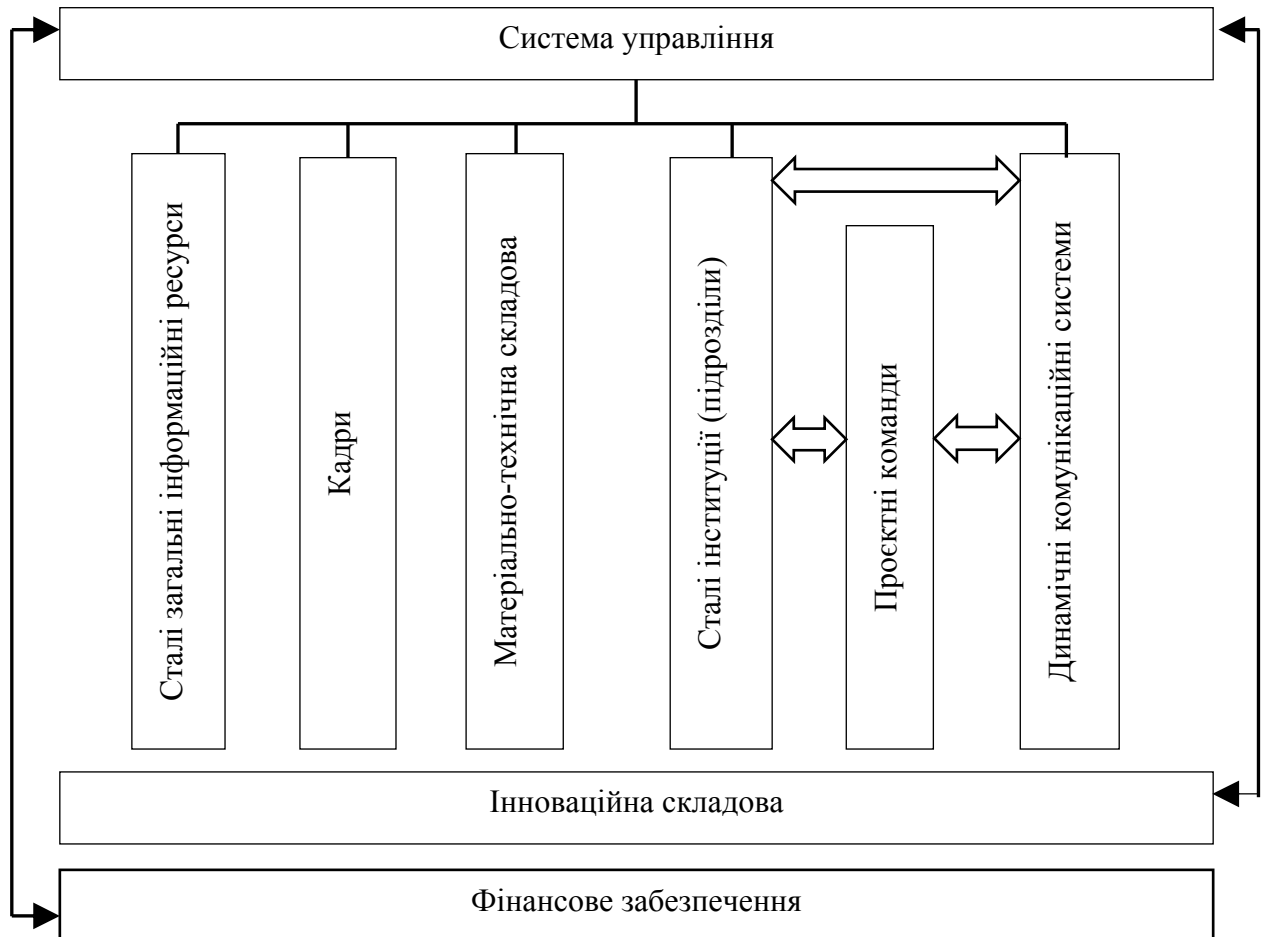 Система управління
Сталі загальні інформаційні ресурси
Кадри
Матеріально-технічна складова
Сталі інституції (підрозділи)
Проєктні команди
Динамічні комунікаційні системи
Інноваційна складова
Фінансове забезпечення